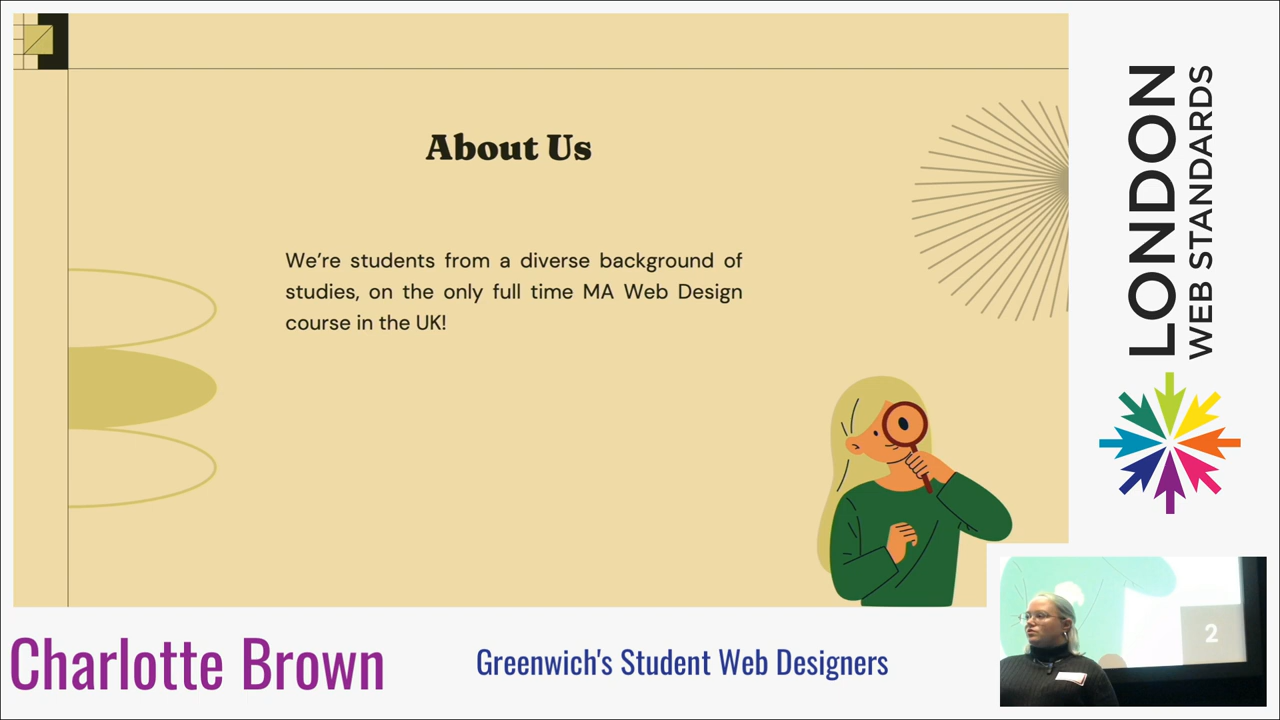 About Us
We’re students from a diverse background of
studies, on the only full time MA Web Design
course in the UK!
LONDON
WEB STANDARDS
2
Charlotte Brown
Greenwich's Student Web Designers